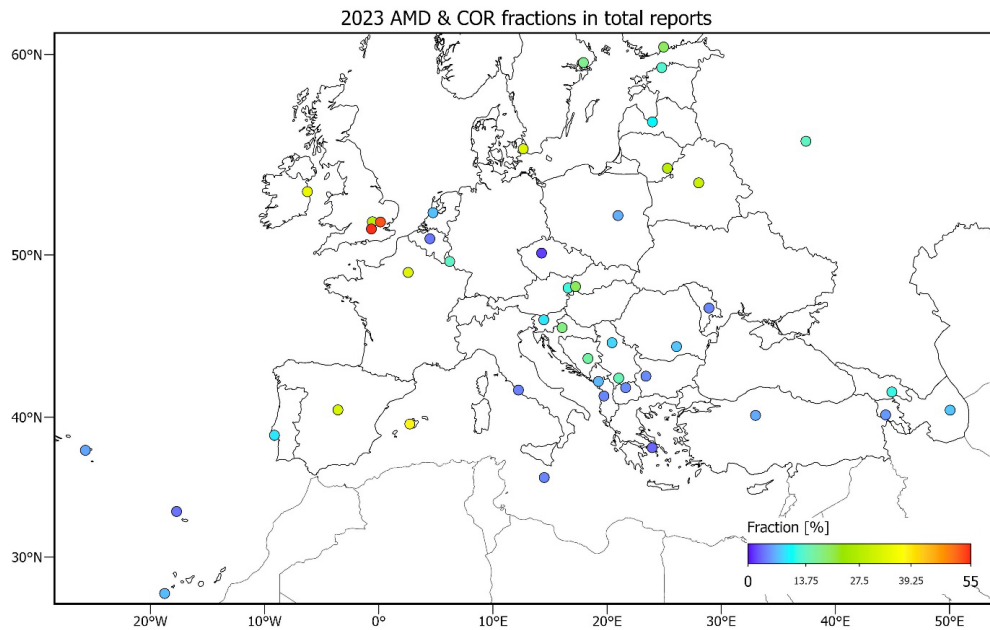 2023 AMD & COR fractions in total reports
60°N
50°N
40°N
30°N
Fraction [%]
0 13.75 27.5 39.25 55
20°W 10°W 0° 10°E 20°E 30°E 40°E 50°E